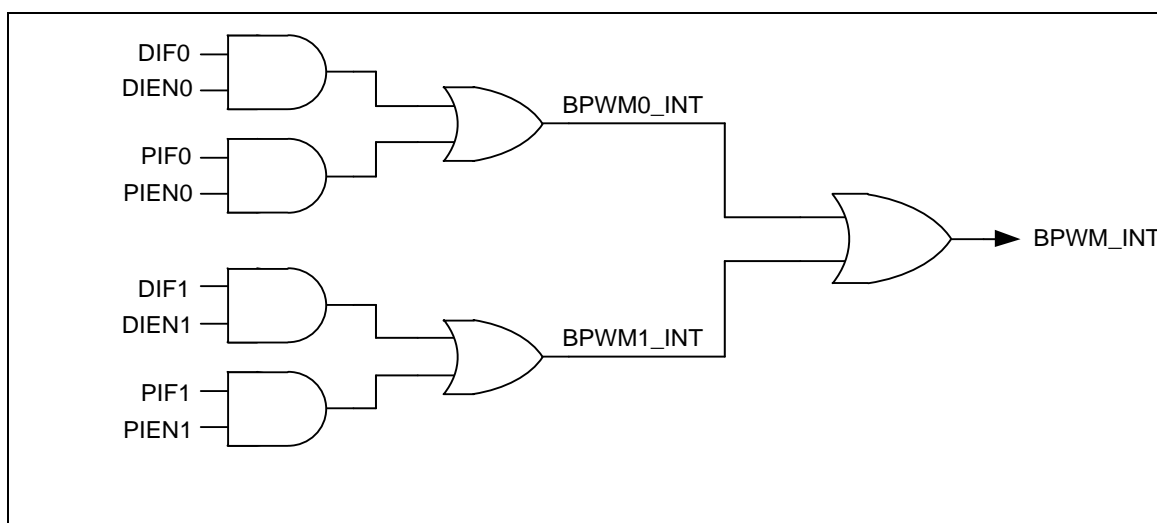 DIF0
DIEN0
BPWM0_INT
PIF0
PIEN0
BPWM_INT
DIF1
DIEN1
BPWM1_INT
PIF1
PIEN1